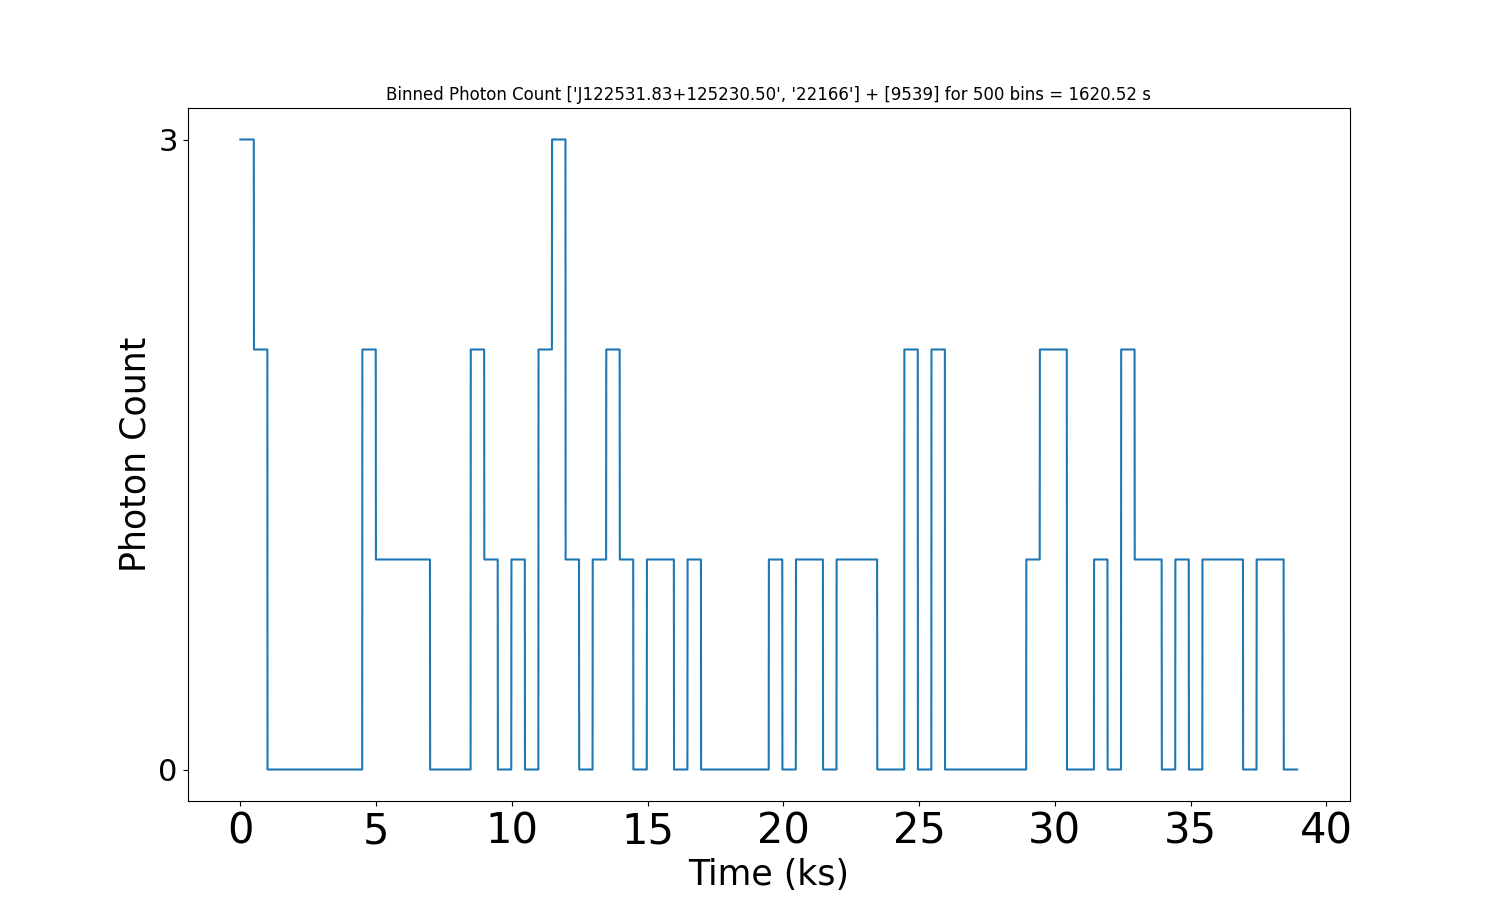 Binned Photon Count ['J122531.83+125230.50', '22166'] + [9539] for 500 bins = 1620.52 s
3
Photon Count
0
0 5 10 15 20 25 30 35 40
Time (ks)